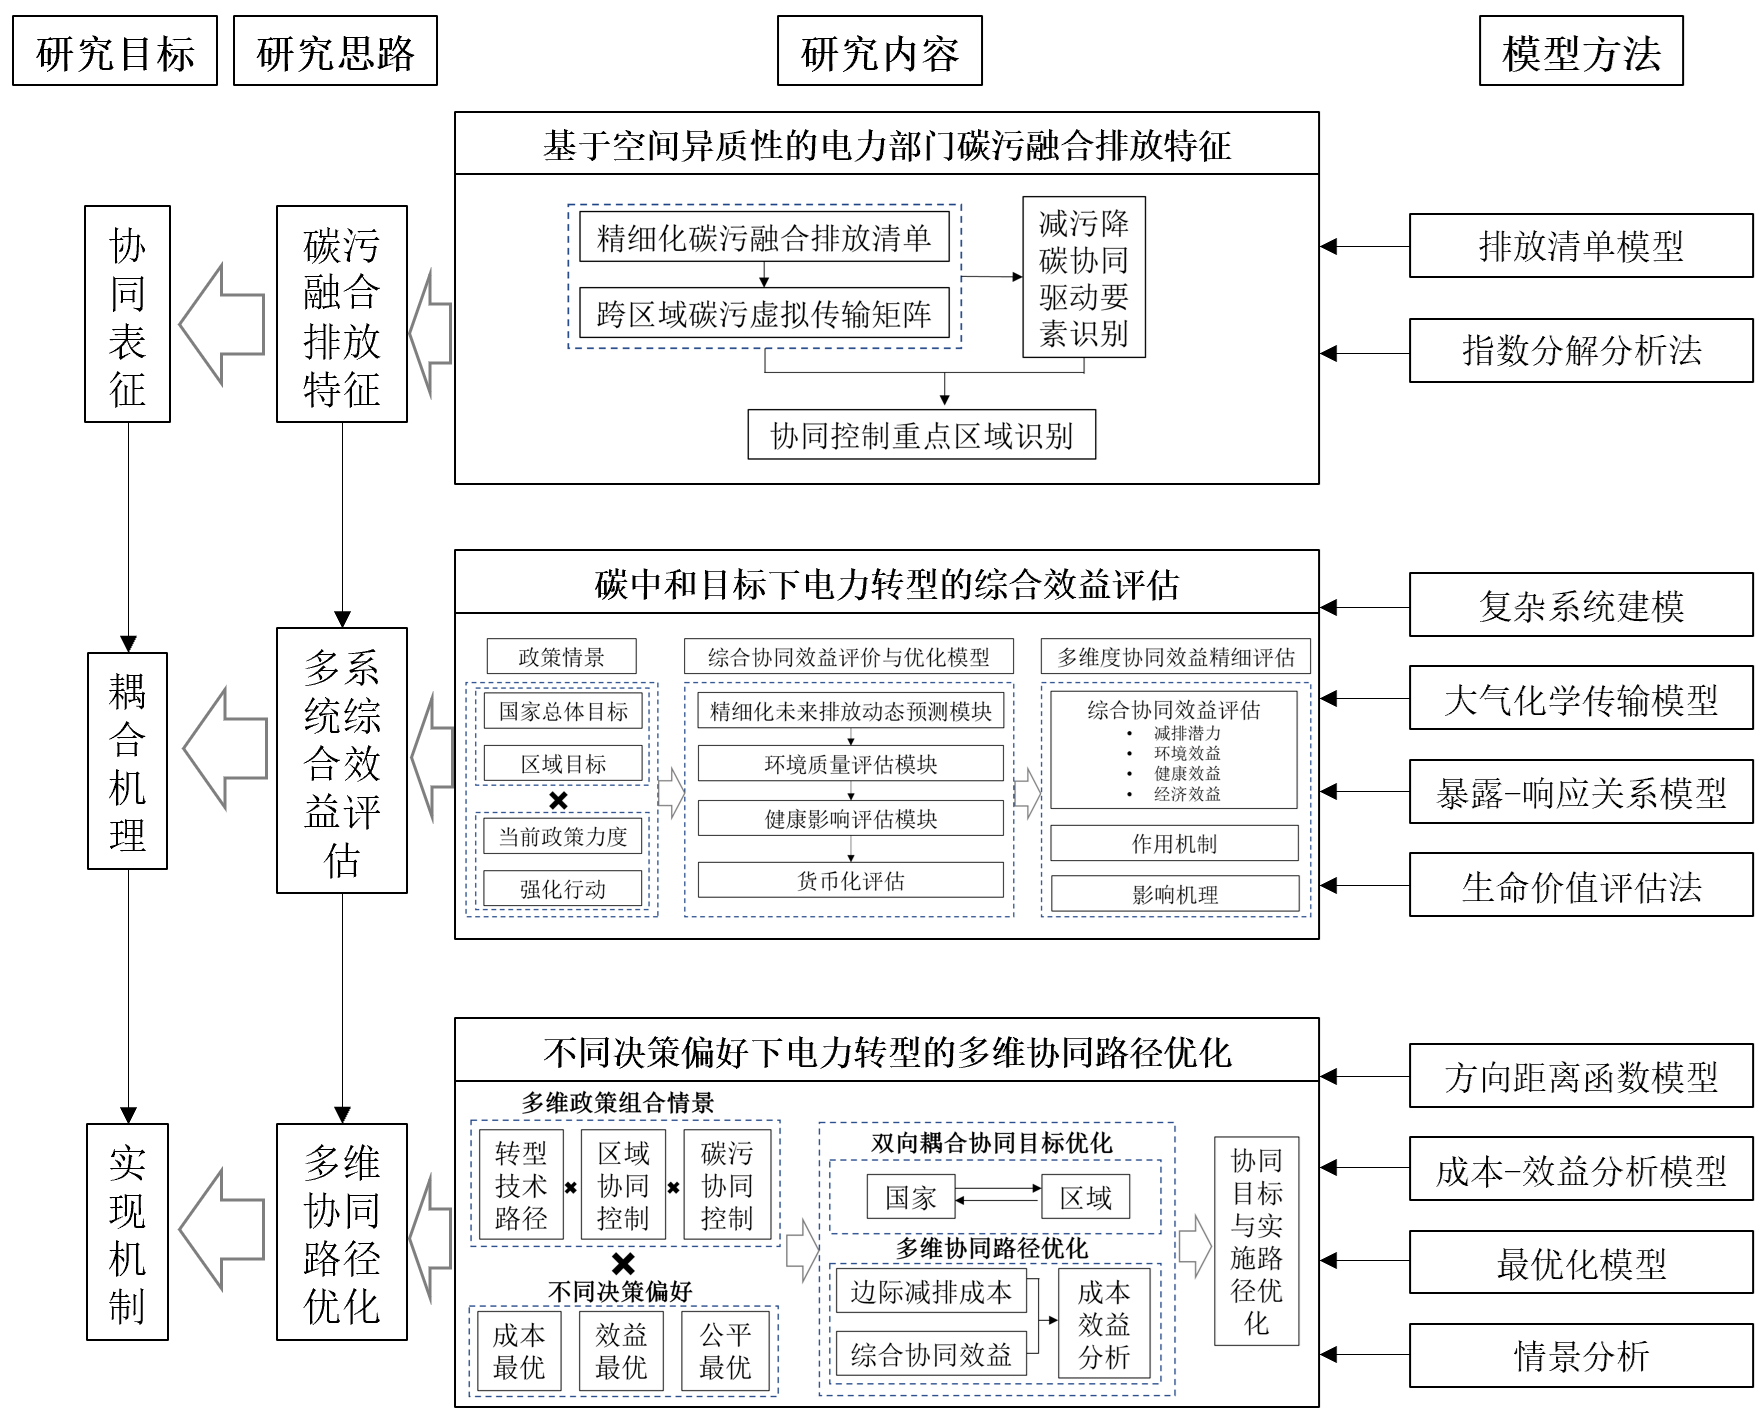 研究目标
研究思路
研究内容
模型方法
协
同
表
征
碳污
融合
排放
特征
基于空间异质性的电力部门碳污融合排放特征
精细化碳污融合排放清单
跨区域碳污虚拟传输矩阵
减污降
碳协同
驱动要
素识别
协同控制重点区域识别
排放清单模型
指数分解分析法
耦
合
机
理
多系
统综
合效
益评
估
碳中和目标下电力转型的综合效益评估
政策情景
国家总体目标
区域目标
当前政策力度
强化行动
综合协同效益评价与优化模型
精细化未来排放动态预测模块
环境质量评估模块
健康影响评估模块
货币化评估
多维度协同效益精细评估
综合协同效益评估
• 减排潜力
• 环境效益
• 健康效益
• 经济效益
作用机制
影响机理
复杂系统建模
大气化学传输模型
暴露-响应关系模型
生命价值评估法
实
现
机
制
多维
协同
路径
优化
不同决策偏好下电力转型的多维协同路径优化
多维政策组合情景
转型
技术
路径
区域
协同
控制
碳污
协同
控制
不同决策偏好
成本
最优
效益
最优
公平
最优
双向耦合协同目标优化
国家
区域
多维协同路径优化
边际减排成本
综合协同效益
成本
效益
分析
协同
目标
与实
施路
径优
化
方向距离函数模型
成本-效益分析模型
最优化模型
情景分析